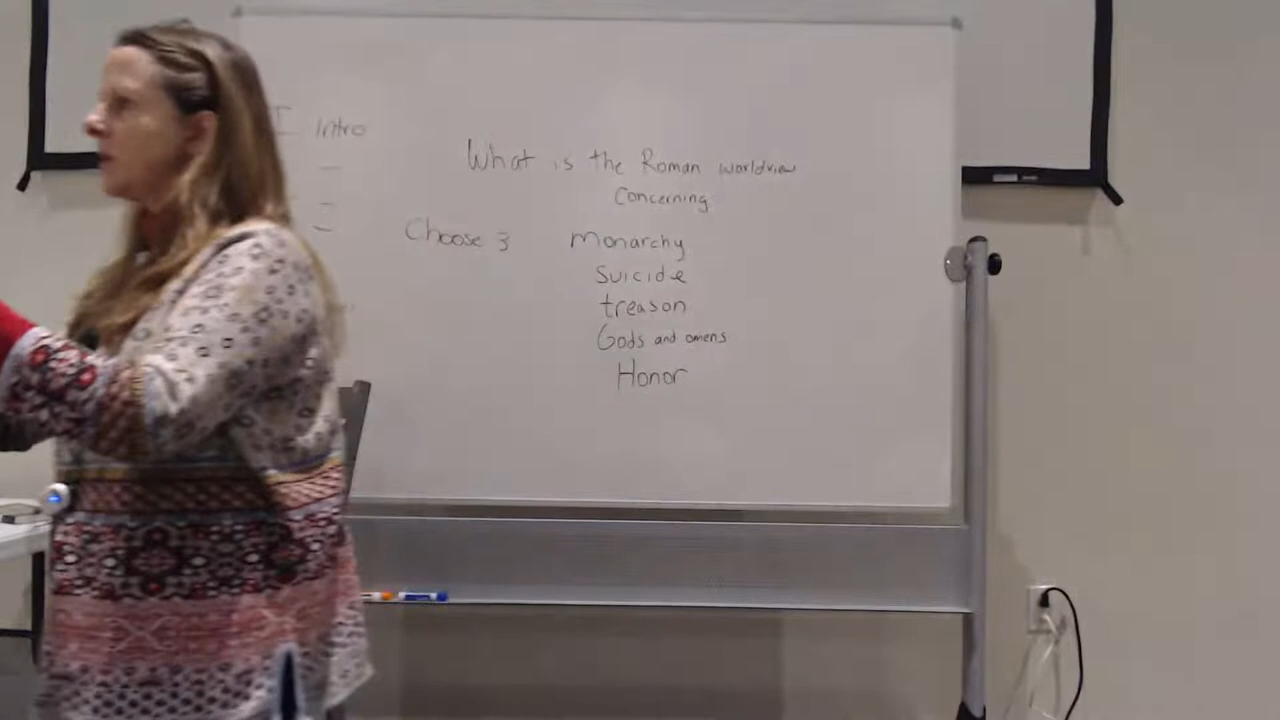 I Intro
What is the Roman worldview
Concerning
Choose 3 Monarchy
Suicide
treason
Gods and omens
Honor